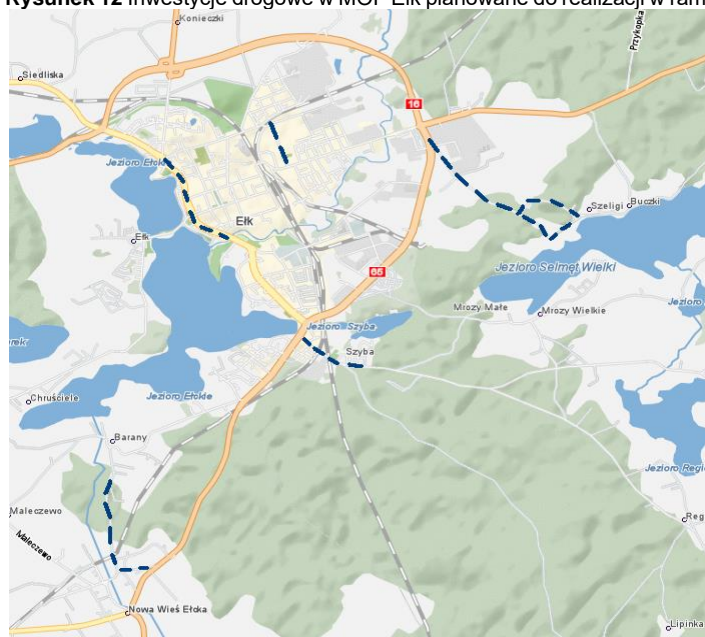 Rysunek 12 Inwestycje drogowe w MOF Ełk planowane do realizacji w ram
Konieczki
Przykopka
Siedliska
16
Jezioro Ełckie
Szeligi
Buczki
Ełk
Ełk
Jezioro Selmęt Wielki
65
Mrozy Małe
Mrozy Wielkie
Jezioro
Jezioro Szyba
Szyba
Chruściele
Jezioro Ełckie
Barany
Jezioro Regie
Maleczewo
Maleczewo
Reg
Nowa Wieś Ełcka
Lipinka